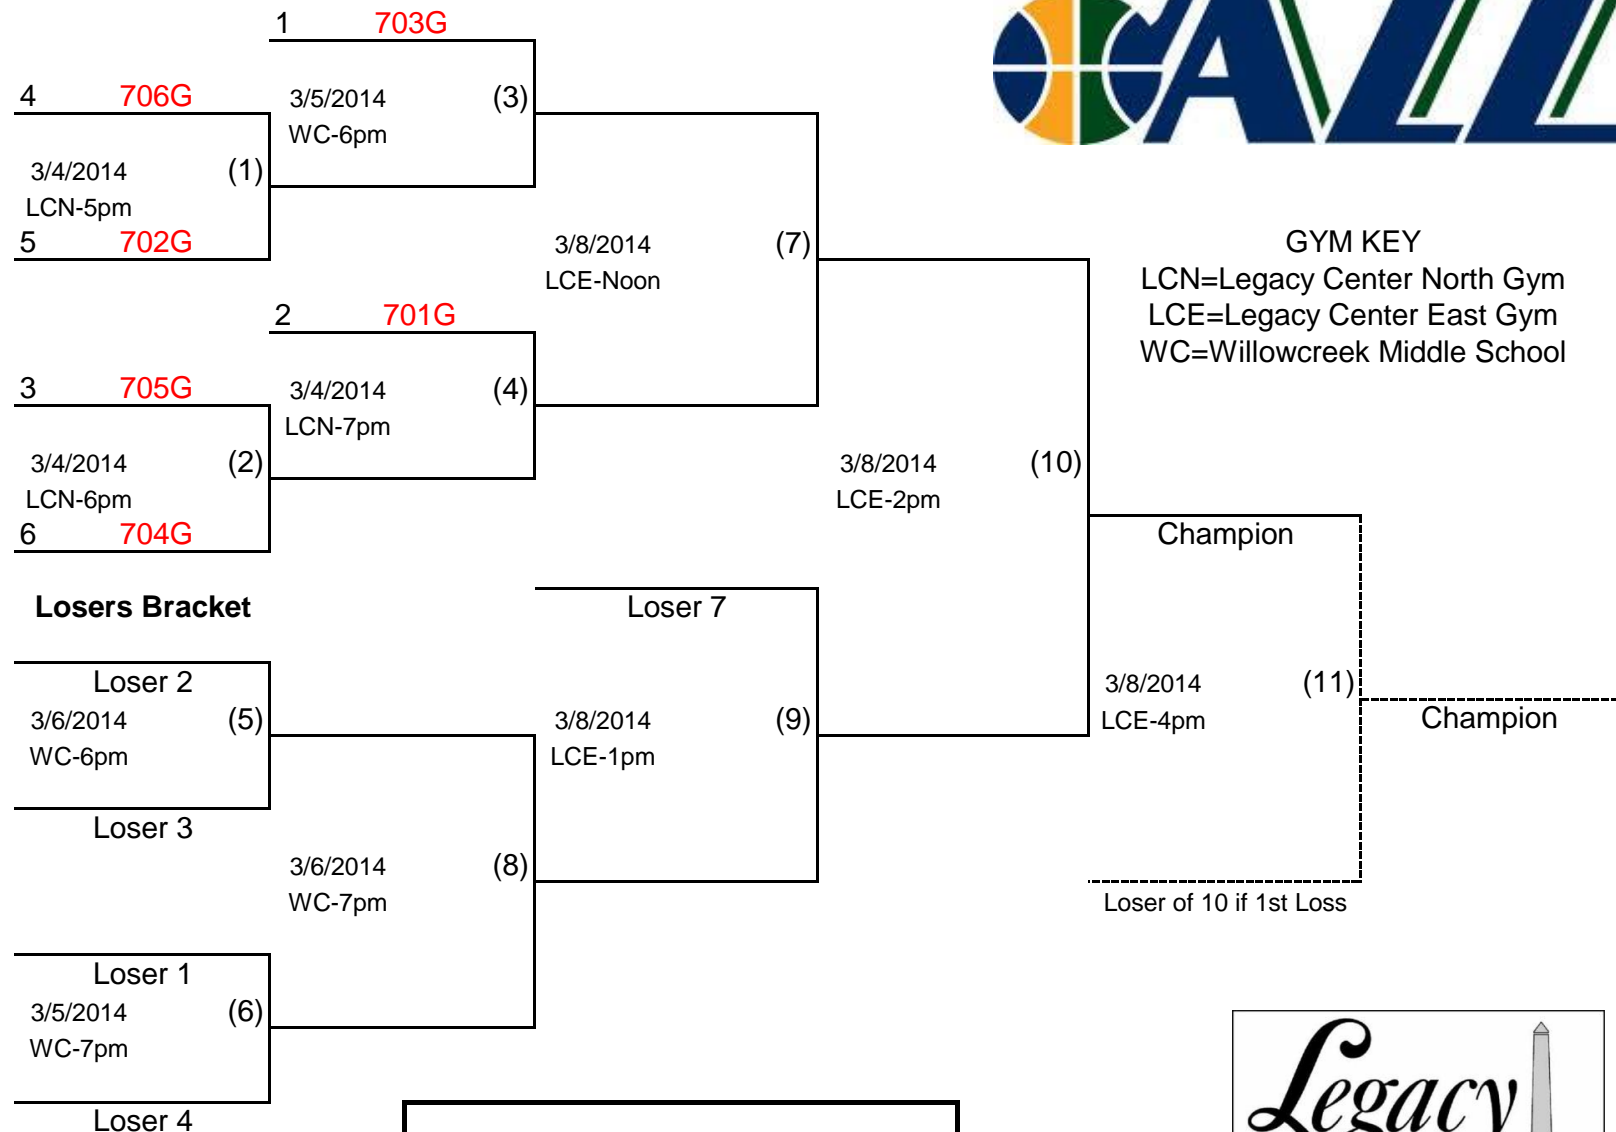 1 703G
4 706G
3/5/2014 (3)
WC-6pm
3/4/2014 (1)
LCN-5pm
5 702G
3/8/2014 (7)
LCE-Noon
GYM KEY
LCN=Legacy Center North Gym
LCE=Legacy Center East Gym
WC=Willowcreek Middle School
2 701G
3 705G
3/4/2014 (4)
LCN-7pm
3/4/2014 (2)
LCN-6pm
6 704G
3/8/2014 (10)
LCE-2pm
Champion
Losers Bracket
Loser 7
Loser 2
3/6/2014 (5)
WC-6pm
Loser 3
3/8/2014 (9)
LCE-1pm
3/8/2014 (11)
LCE-4pm
Champion
3/6/2014 (8)
WC-7pm
Loser of 10 if 1st Loss
Loser 1
3/5/2014 (6)
WC-7pm
Loser 4
Legacy